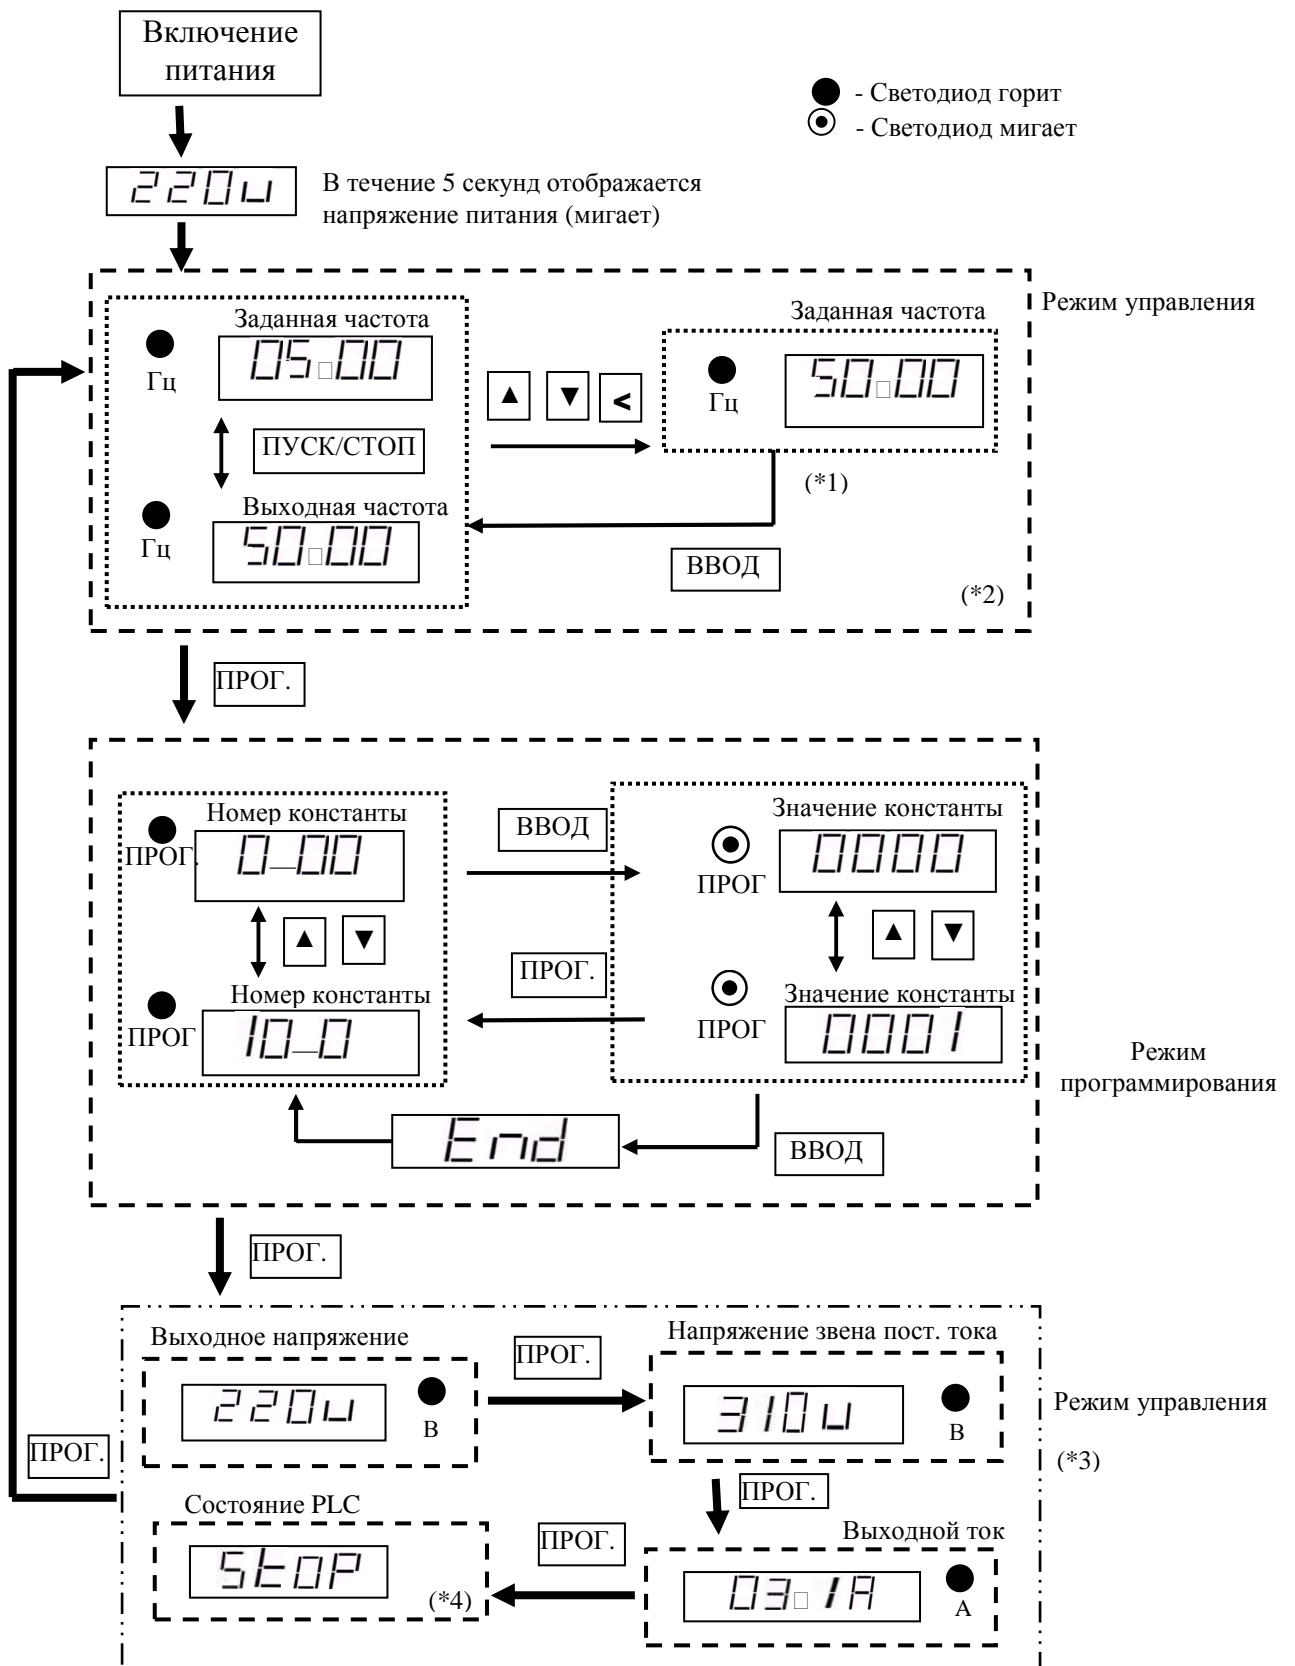 Включение
питания
- Светодиод горит
- Светодиод мигает
220u
В течение 5 секунд отображается
напряжение питания (мигает)
Режим управления
Заданная частота
05.00
Гц
ПУСК/СТОП
Выходная частота
50.00
Гц
▲ ▼ <
Заданная частота
50.00
Гц
(*1)
ВВОД
(*2)
ПРОГ.
Номер константы
0_00
ПРОГ.
▲ ▼
Номер константы
10_0
ПРОГ
ВВОД
ПРОГ.
Значение константы
0000
ПРОГ
▲ ▼
Значение константы
0001
ПРОГ
Режим
программирования
End
ВВОД
ПРОГ.
Выходное напряжение
220u
В
ПРОГ.
Напряжение звена пост. тока
310u
В
Режим управления
(*3)
ПРОГ.
ПРОГ.
Выходной ток
03.1A
А
ПРОГ.
Состояние PLC
StoP
(*4)